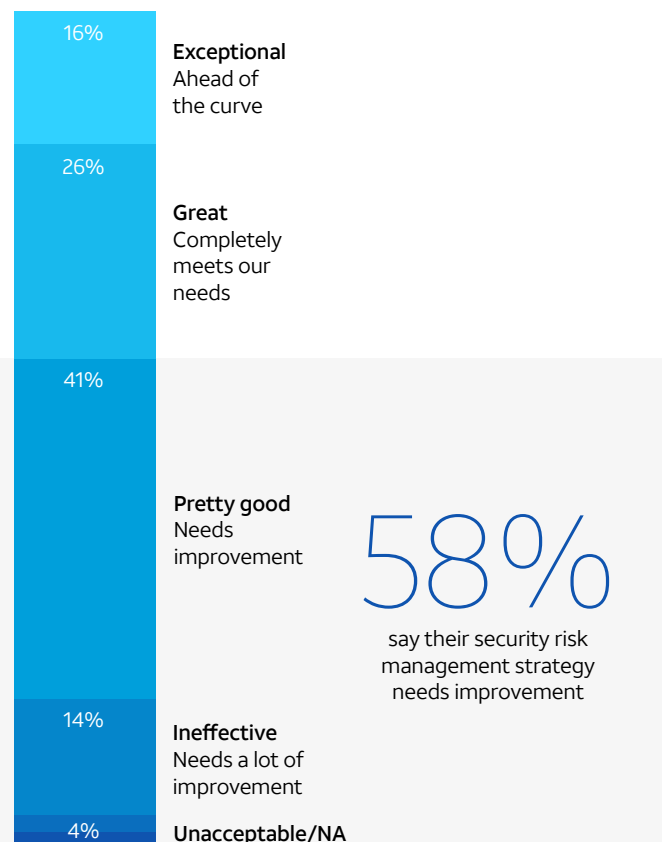 16%
Exceptional
Ahead of
the curve
26%
Great
Completely
meets our
needs
41%
Pretty good
Needs
improvement
58%
say their security risk
management strategy
needs improvement
14%
Ineffective
Needs a lot of
improvement
4%
Unacceptable/NA